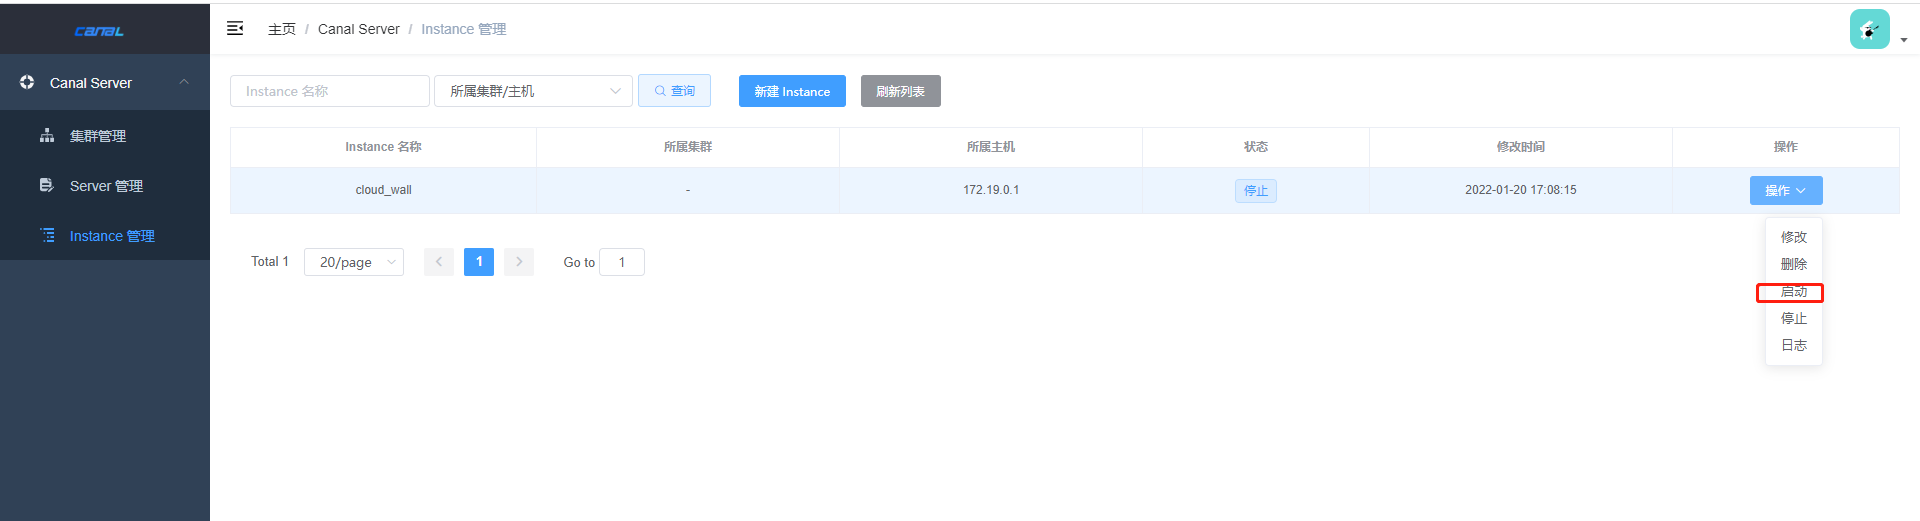 canal
主页 / Canal Server / Instance 管理
Canal Server
集群管理
Server 管理
Instance 管理
Instance 名称
所属集群/主机
查询
新建 Instance
刷新列表
Instance 名称 所属集群 所属主机 状态 修改时间 操作
cloud_wall - 172.19.0.1 停止 2022-01-20 17:08:15 操作
修改
删除
启动
停止
日志
Total 1 20/page 1 Go to 1